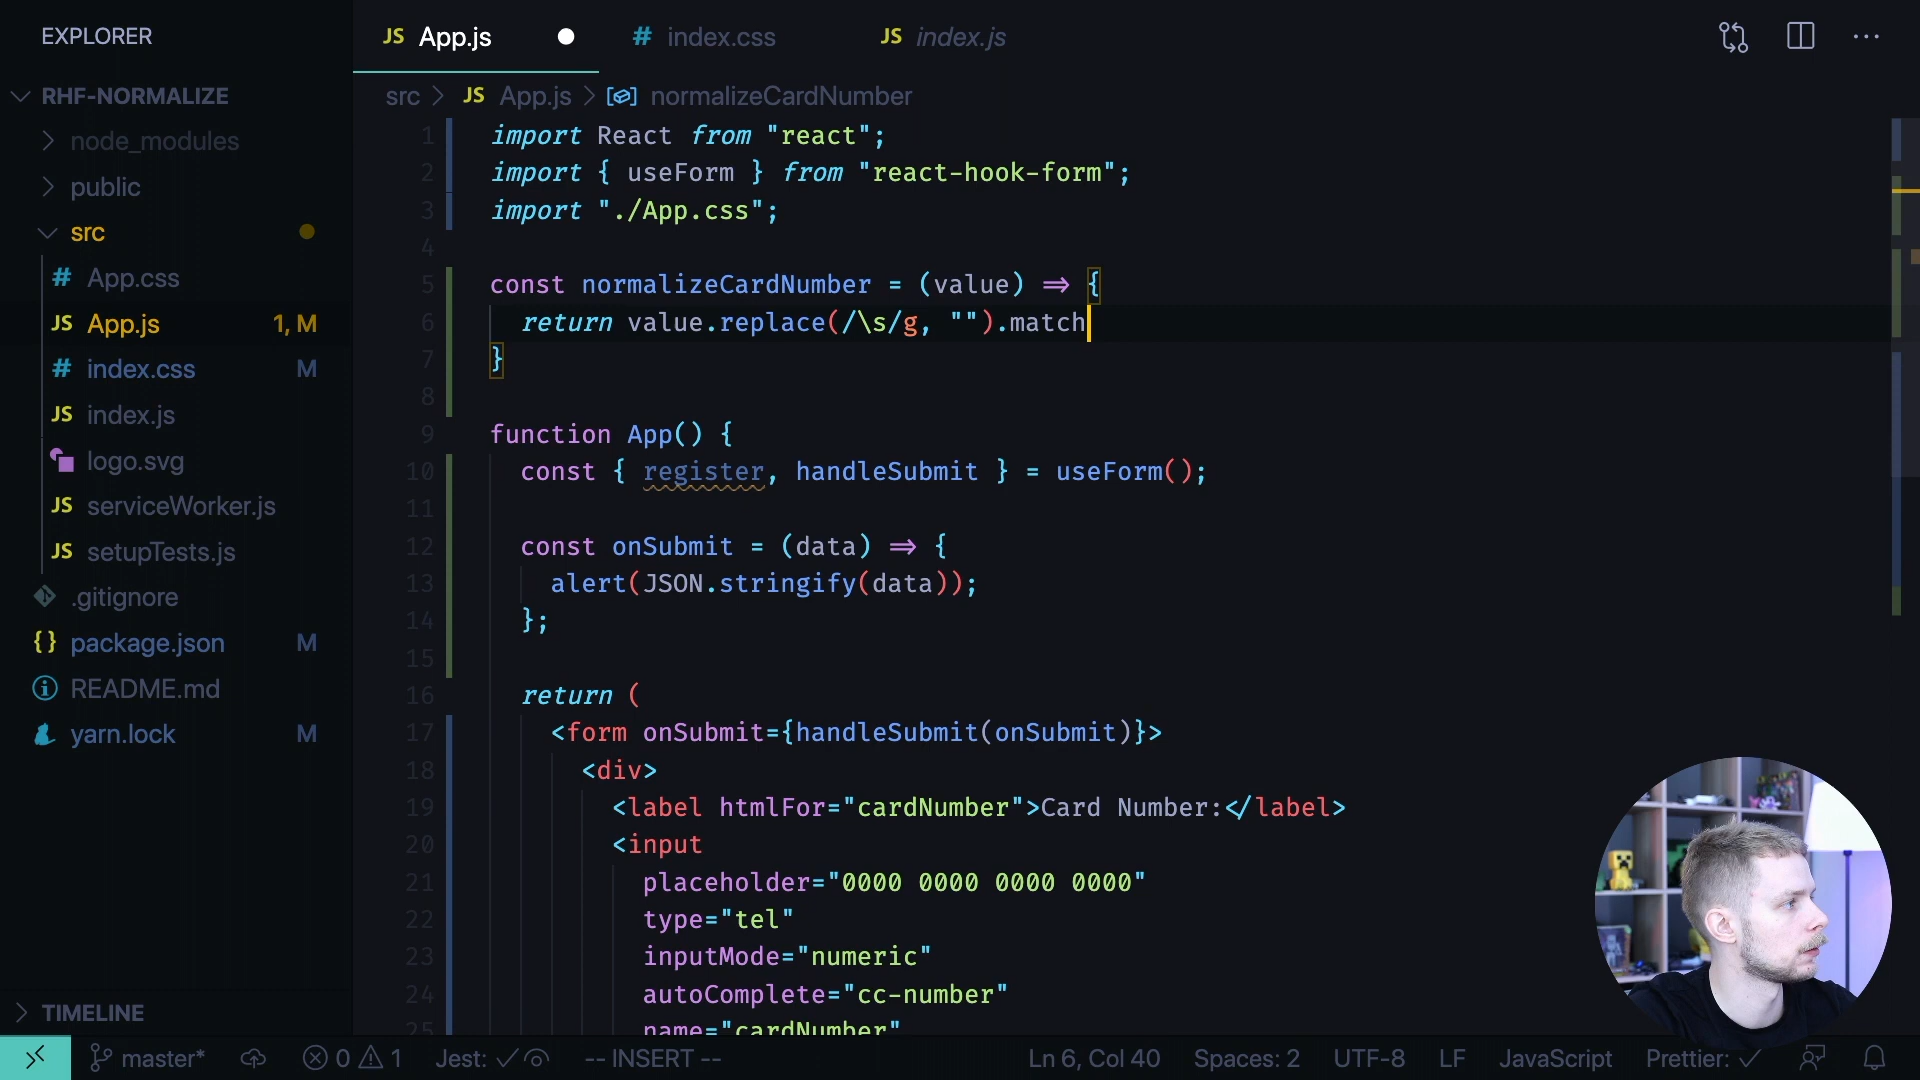 EXPLORER
RHF-NORMALIZE
node_modules
public
src
App.css
App.js 1, M
index.css M
index.js
logo.svg
serviceWorker.js
setupTests.js
.gitignore
package.json M
README.md
yarn.lock M
TIMELINE
JS App.js # index.css JS index.js
src > JS App.js > normalizeCardNumber
1 import React from "react";
2 import { useForm } from "react-hook-form";
3 import "./App.css";
4
5 const normalizeCardNumber = (value) => {
6 return value.replace(/\s/g, "").match
7 }
8
9 function App() {
10 const { register, handleSubmit } = useForm();
11
12 const onSubmit = (data) => {
13 alert(JSON.stringify(data));
14 };
15
16 return (
17 <form onSubmit={handleSubmit(onSubmit)}>
18 <div>
19 <label htmlFor="cardNumber">Card Number:</label>
20 <input
21 placeholder="0000 0000 0000 0000"
22 type="tel"
23 inputMode="numeric"
24 autoComplete="cc-number"
25 name="cardNumber"
master* 0 1 Jest: -- INSERT -- Ln 6, Col 40 Spaces: 2 UTF-8 LF JavaScript Prettier: